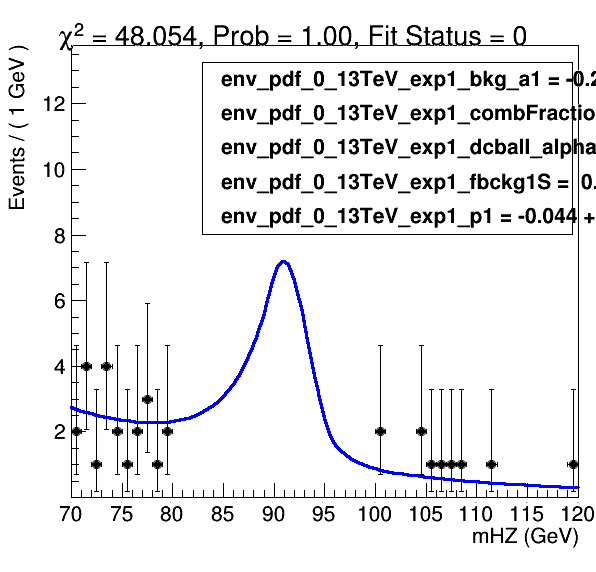 χ² = 48.054, Prob = 1.00, Fit Status = 0
Events / ( 1 GeV )
env_pdf_0_13TeV_exp1_bkg_a1 = -0.2
env_pdf_0_13TeV_exp1_combFractio
env_pdf_0_13TeV_exp1_dcball_alpha
env_pdf_0_13TeV_exp1_fbckg1S = 0.
env_pdf_0_13TeV_exp1_p1 = -0.044 +
12
10
8
6
4
2
70 75 80 85 90 95 100 105 110 115 120
mHZ (GeV)